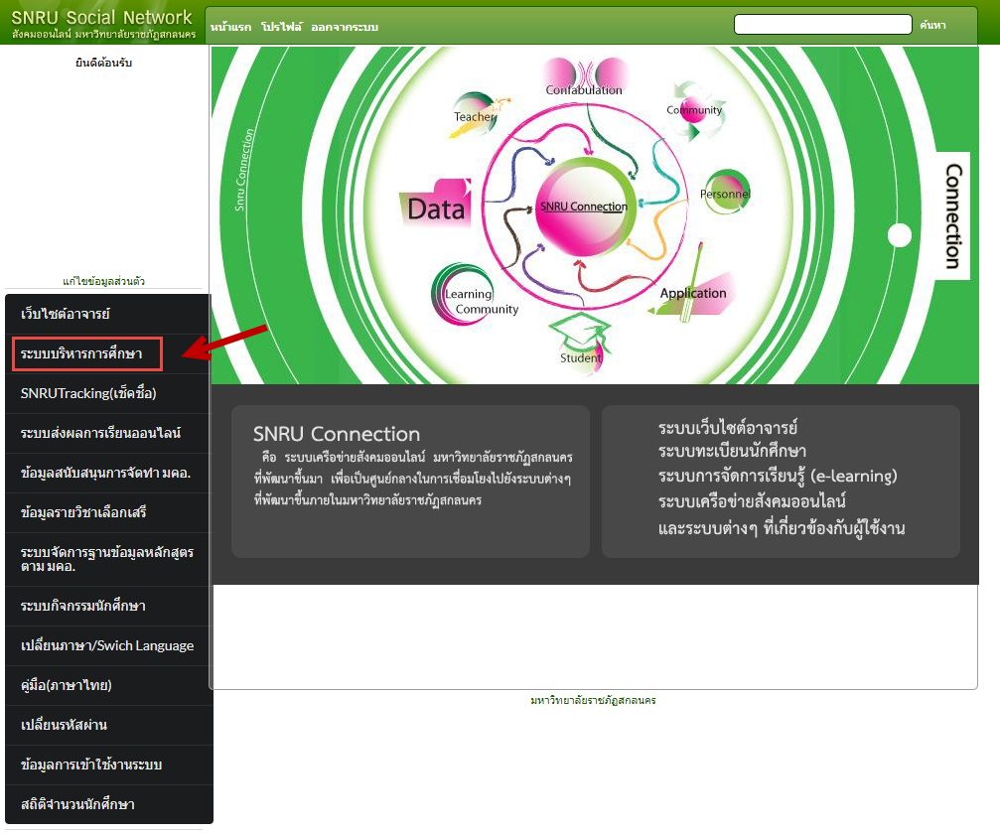 SNRU Social Network
สังคมออนไลน์ มหาวิทยาลัยราชภัฏสกลนคร
หน้าแรก โปรไฟล์ ออกจากระบบ
ค้นหา
ยินดีต้อนรับ
แก้ไขข้อมูลส่วนตัว
เว็บไซต์อาจารย์
ระบบบริหารการศึกษา
SNRUTracking(เช็คชื่อ)
ระบบส่งผลการเรียนออนไลน์
ข้อมูลสนับสนุนการจัดทำ มคอ.
ข้อมูลรายวิชาเลือกเสรี
ระบบจัดการฐานข้อมูลหลักสูตร
ตาม มคอ.
ระบบกิจกรรมนักศึกษา
เปลี่ยนภาษา/Swich Language
คู่มือ(ภาษาไทย)
เปลี่ยนรหัสผ่าน
ข้อมูลการเข้าใช้งานระบบ
สถิติจำนวนนักศึกษา
Snru Connection
Confabulation
Teacher
Community
Data
SNRU Connection
Personnel
Learning
Community
Application
Student
Connection
SNRU Connection
คือ ระบบเครือข่ายสังคมออนไลน์ มหาวิทยาลัยราชภัฏสกลนคร
ที่พัฒนาขึ้นมา เพื่อเป็นศูนย์กลางในการเชื่อมโยงไปยังระบบต่างๆ
ที่พัฒนาขึ้นภายในมหาวิทยาลัยราชภัฏสกลนคร
ระบบเว็บไซต์อาจารย์
ระบบทะเบียนนักศึกษา
ระบบการจัดการเรียนรู้ (e-learning)
ระบบเครือข่ายสังคมออนไลน์
และระบบต่างๆ ที่เกี่ยวข้องกับผู้ใช้งาน
มหาวิทยาลัยราชภัฏสกลนคร